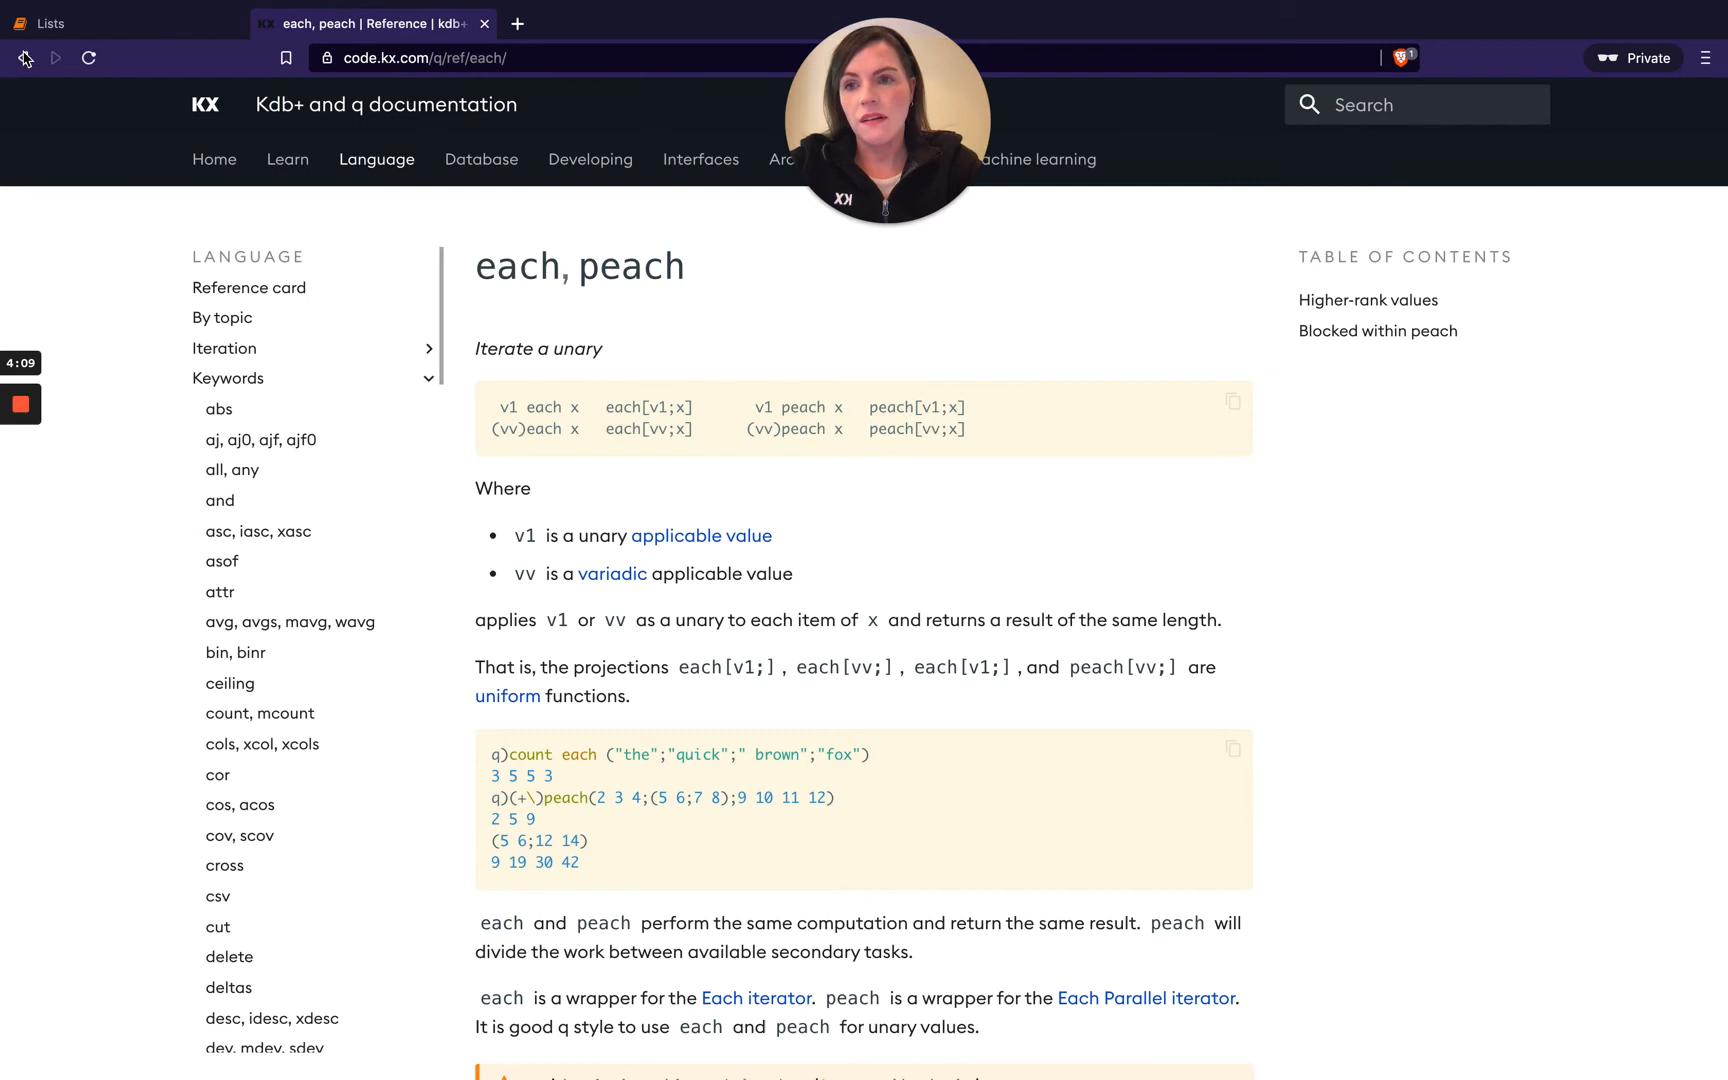 Lists
each, peach | Reference | kdb+
code.kx.com/q/ref/each/
1
Private
KX
Kdb+ and q documentation
Search
Home Learn Language Database Developing Interfaces Arc achine learning
KX
4:09
LANGUAGE
Reference card
By topic
Iteration
Keywords
abs
aj, aj0, ajf, ajf0
all, any
and
asc, iasc, xasc
asof
attr
avg, avgs, mavg, wavg
bin, binr
ceiling
count, mcount
cols, xcol, xcols
cor
cos, acos
cov, scov
cross
csv
cut
delete
deltas
desc, idesc, xdesc
dev, mdev, sdev
each, peach
Iterate a unary
v1 each x each[v1;x] v1 peach x peach[v1;x]
(vv)each x each[vv;x] (vv)peach x peach[vv;x]
Where
• v1 is a unary applicable value
• vv is a variadic applicable value
applies v1 or vv as a unary to each item of x and returns a result of the same length.
That is, the projections each[v1;] , each[vv;] , each[v1;] , and peach[vv;] are
uniform functions.
q)count each ("the";"quick";" brown";"fox")
3 5 5 3
q)(+\)peach(2 3 4;(5 6;7 8);9 10 11 12)
2 5 9
(5 6;12 14)
9 19 30 42
each and peach perform the same computation and return the same result. peach will
divide the work between available secondary tasks.
each is a wrapper for the Each iterator. peach is a wrapper for the Each Parallel iterator.
It is good q style to use each and peach for unary values.
TABLE OF CONTENTS
Higher-rank values
Blocked within peach